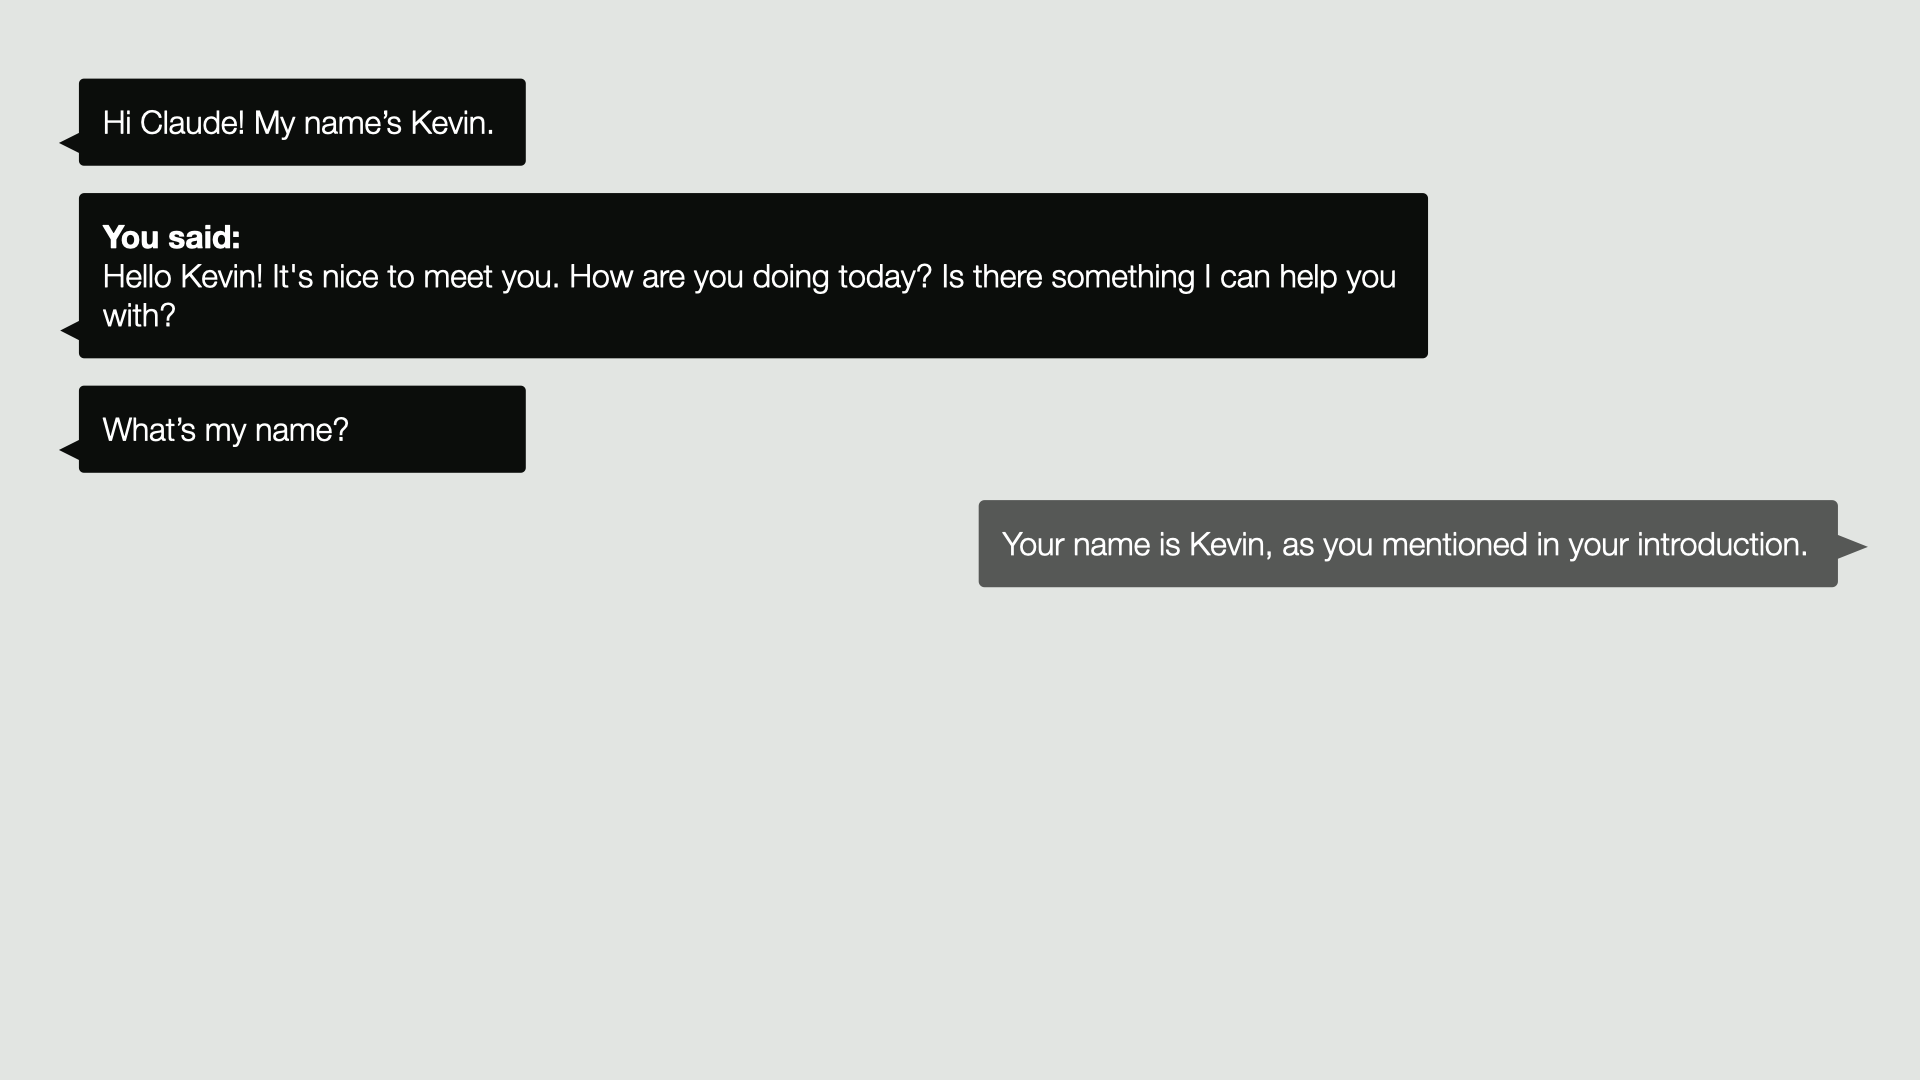 Hi Claude! My name’s Kevin.
You said:
Hello Kevin! It's nice to meet you. How are you doing today? Is there something I can help you
with?
What’s my name?
Your name is Kevin, as you mentioned in your introduction.